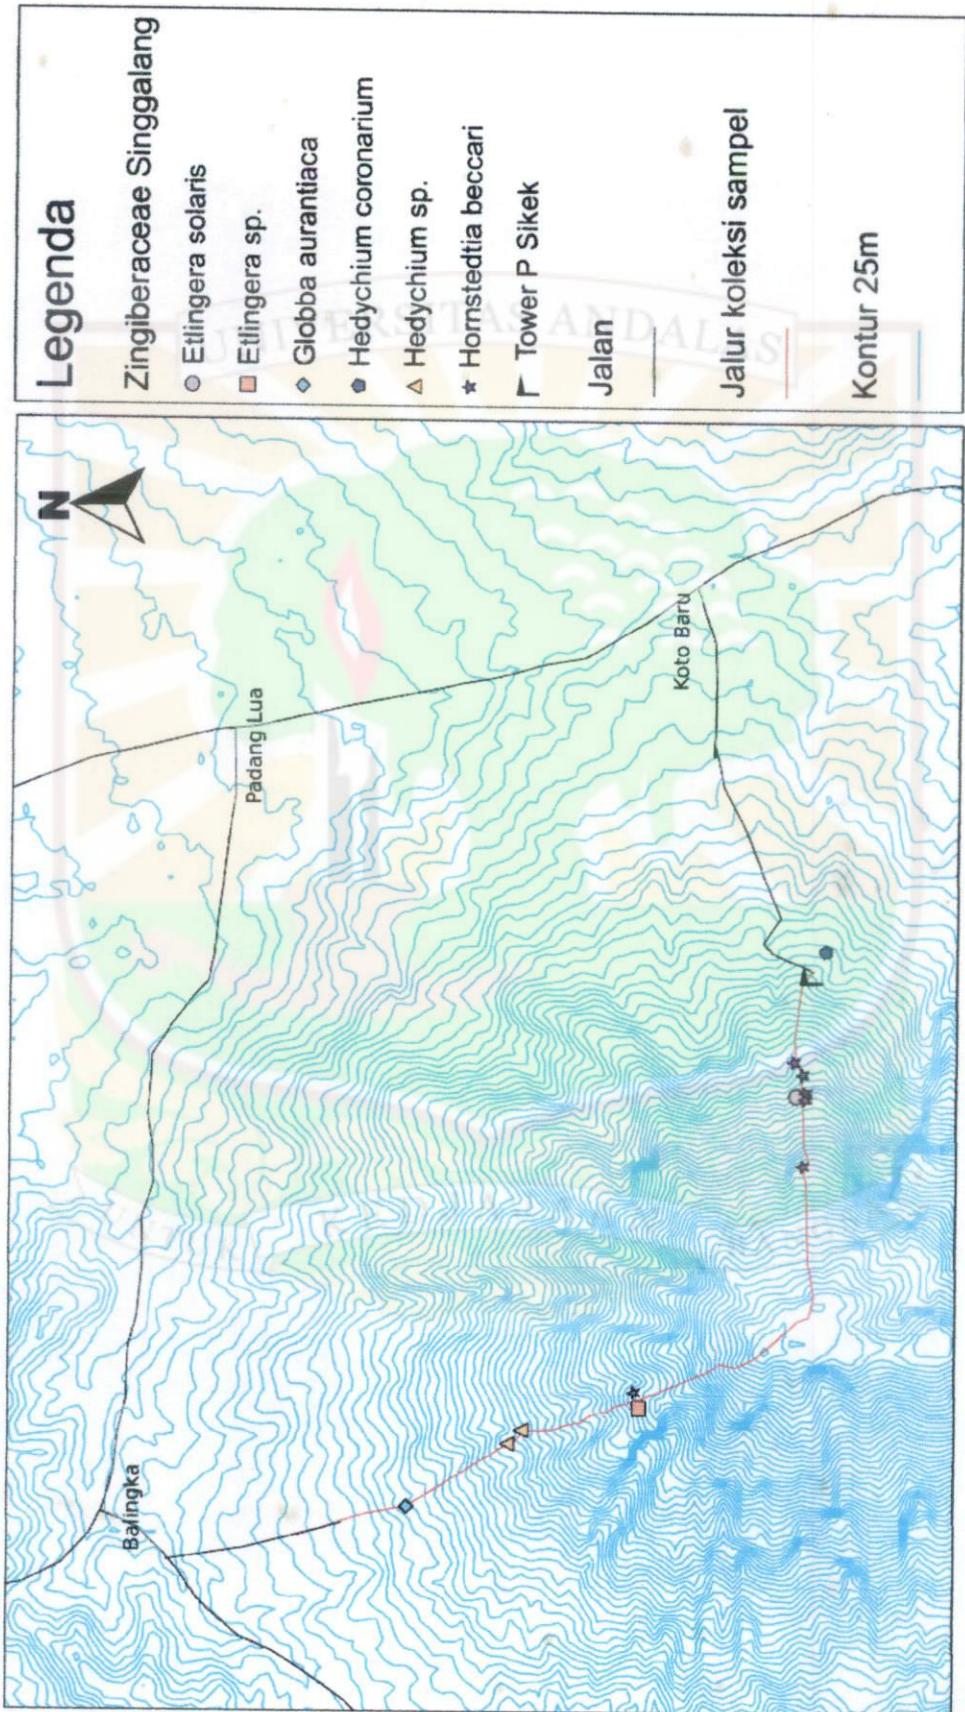 Legenda
Zingiberaceae Singgalang
Etlingera solaris
Etlingera sp.
Globba aurantiaca
Hedychium coronarium
Hedychium sp.
Hornstedtia beccari
Tower P Sikek
Jalan
Jalur koleksi sampel
Kontur 25m
N
Balingka
Padang Lua
Koto Baru
UNIVERSITAS ANDALAS